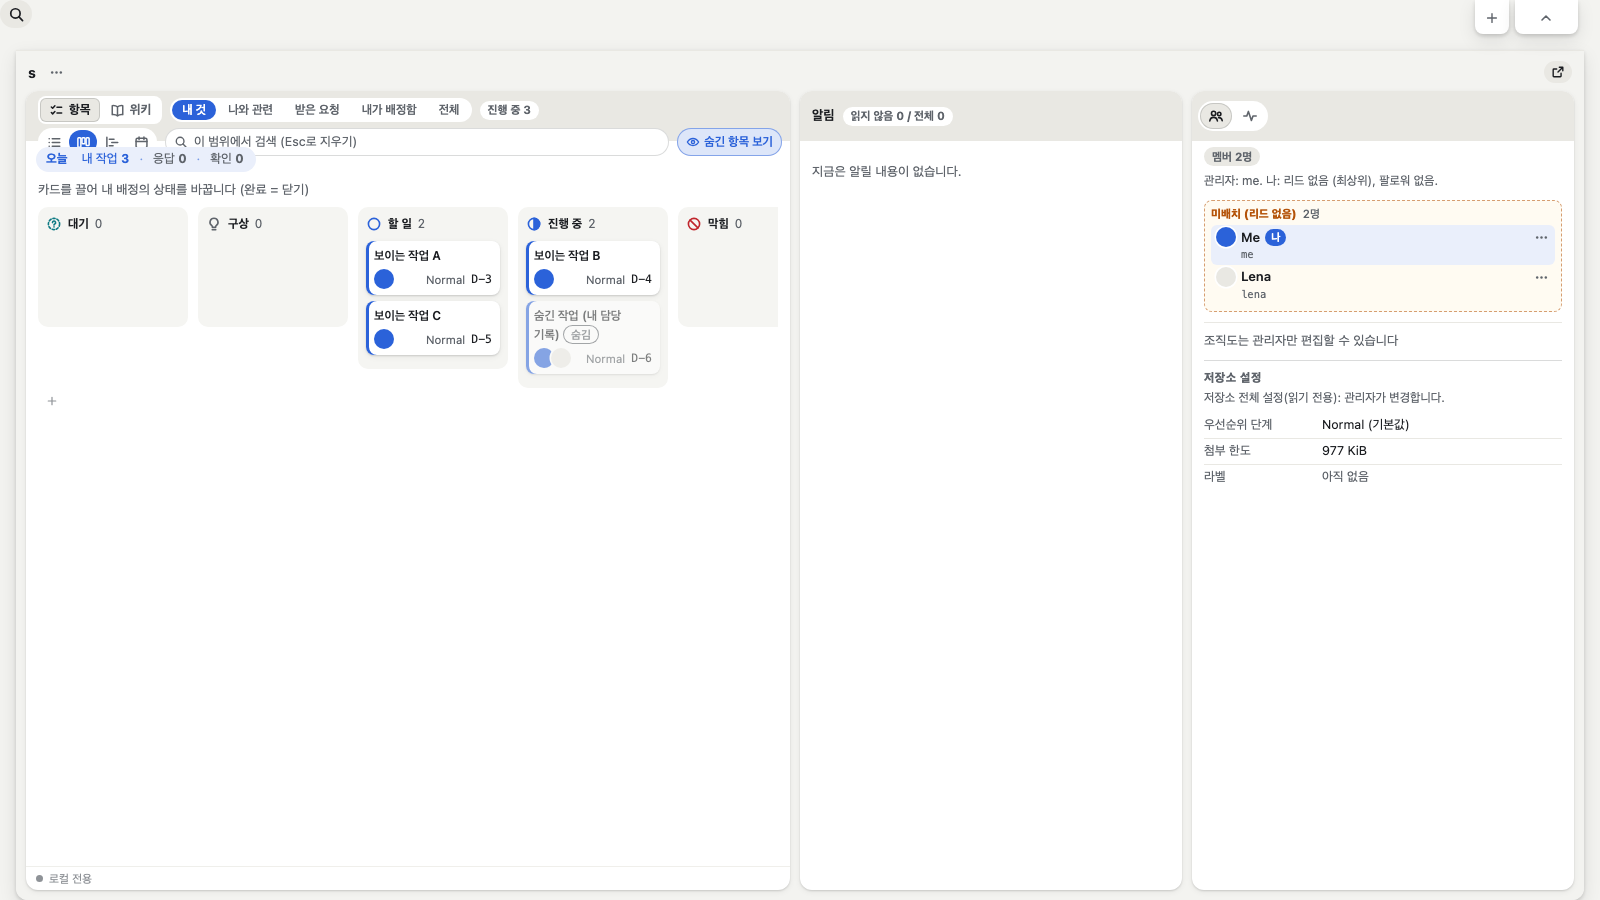 s ...
항목 위키 내 것 나와 관련 받은 요청 내가 배정함 전체 진행 중 3
이 범위에서 검색 (Esc로 지우기) 숨긴 항목 보기
오늘 내 작업 3 · 응답 0 · 확인 0
카드를 끌어 내 배정의 상태를 바꿉니다 (완료 = 닫기)
대기 0
구상 0
할 일 2
보이는 작업 A
Normal D-3
보이는 작업 C
Normal D-5
진행 중 2
보이는 작업 B
Normal D-4
숨긴 작업 (내 담당
기록) 숨김
Normal D-6
막힘 0
+
로컬 전용
알림 읽지 않음 0 / 전체 0
지금은 알릴 내용이 없습니다.
멤버 2명
관리자: me. 나: 리드 없음 (최상위), 팔로워 없음.
미배치 (리드 없음) 2명
Me 나
me
Lena
lena
조직도는 관리자만 편집할 수 있습니다
저장소 설정
저장소 전체 설정(읽기 전용): 관리자가 변경합니다.
우선순위 단계 Normal (기본값)
첨부 한도 977 KiB
라벨 아직 없음